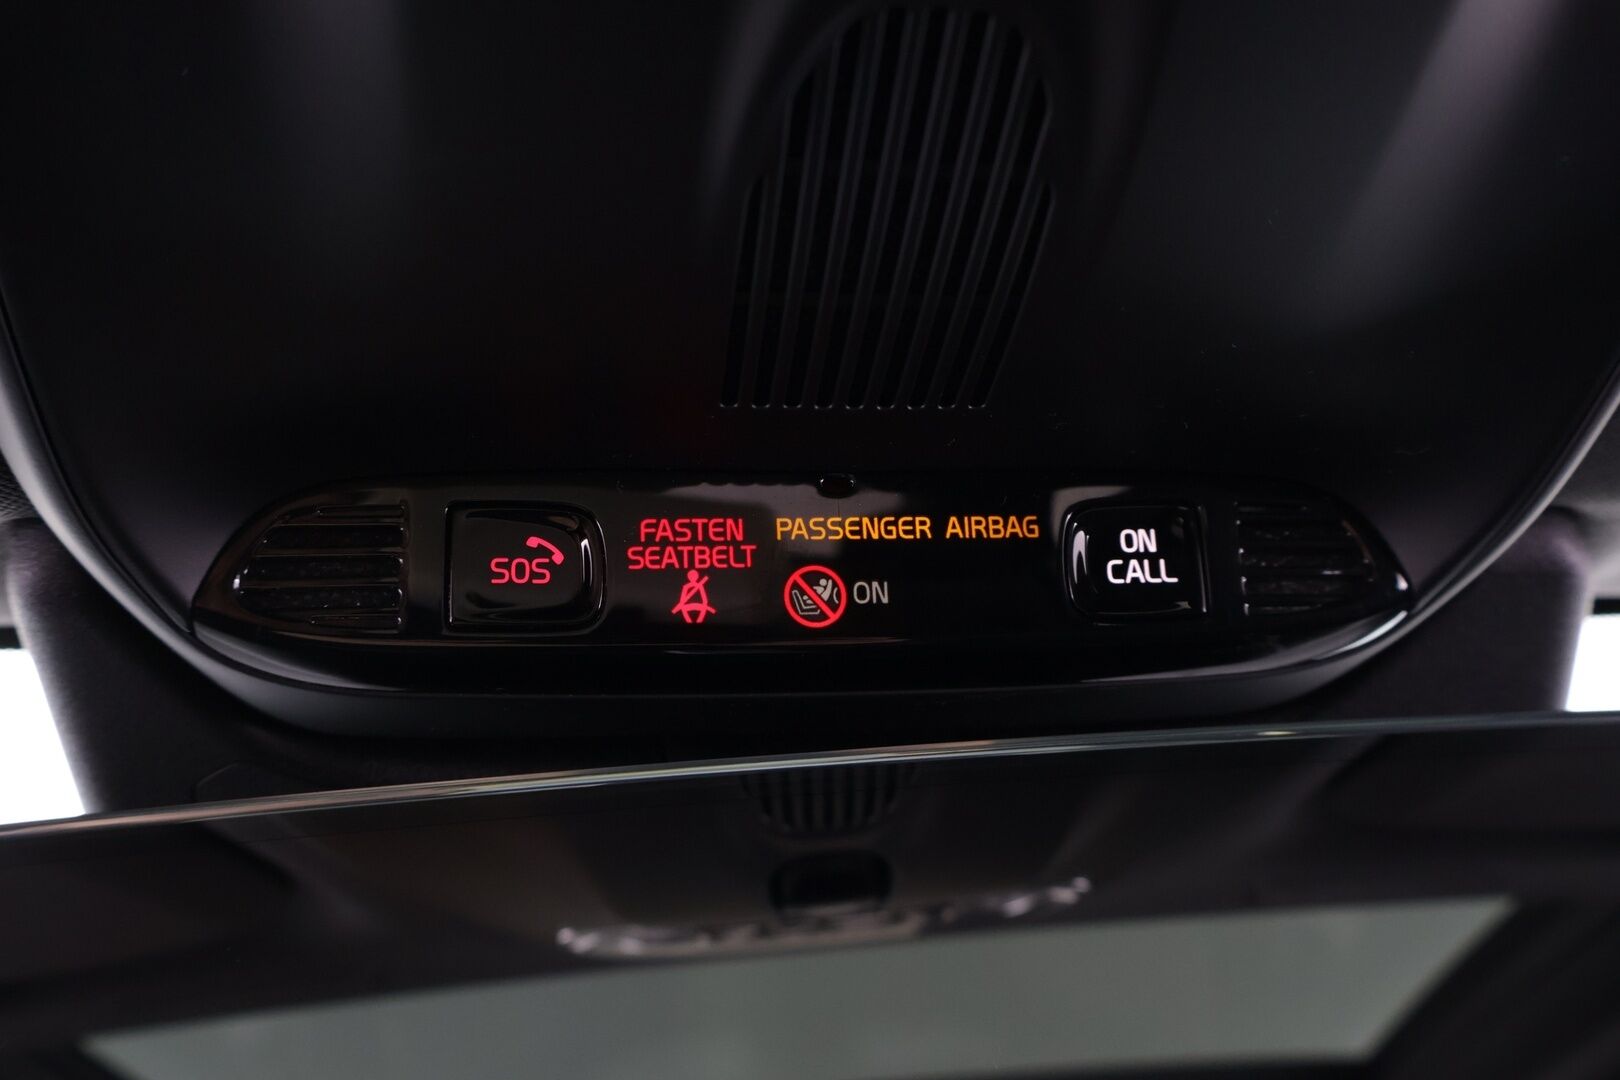 SOS
FASTEN
SEATBELT
PASSENGER AIRBAG
ON
ON
CALL